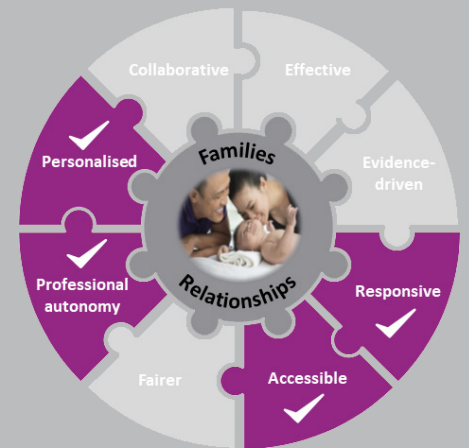 Collaborative
Effective
Personalised
Families
Evidence-
driven
Professional
autonomy
Relationships
Responsive
Fairer
Accessible